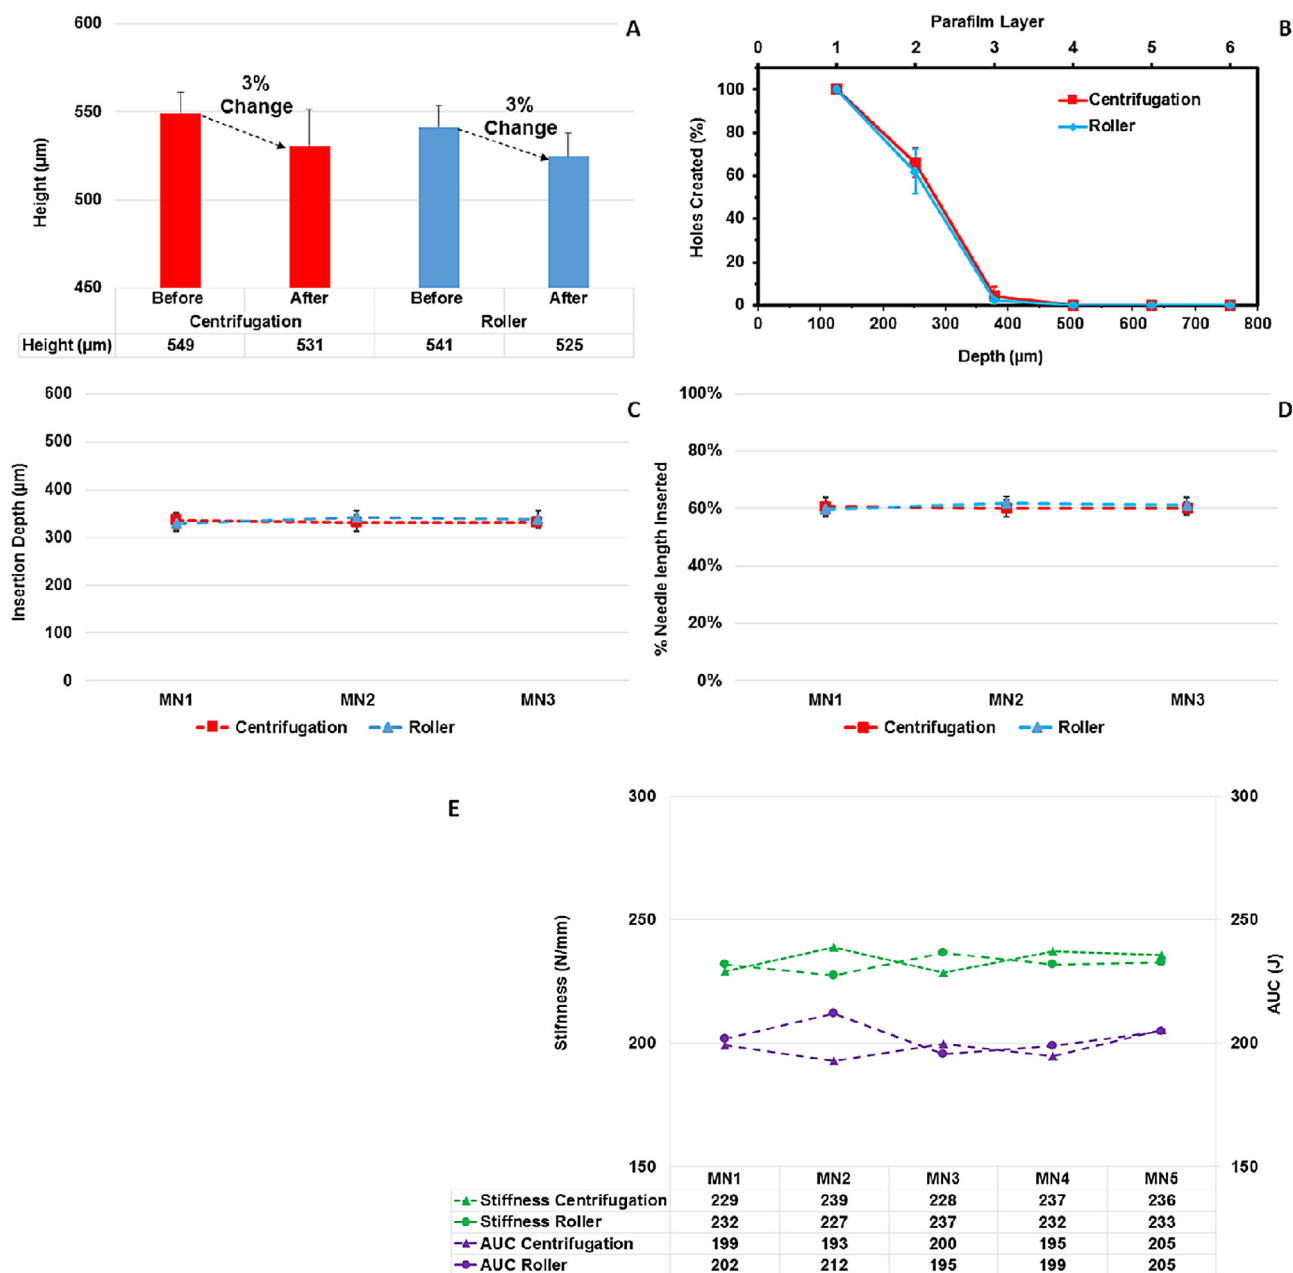 A
600
550
500
450
Height (µm)
3%
Change
3%
Change
Before After Before After
Centrifugation Roller
Height (µm) 549 531 541 525
B
Parafilm Layer
0 1 2 3 4 5 6
Holes Created (%)
100
80
60
40
20
0
Centrifugation
Roller
0 100 200 300 400 500 600 700 800
Depth (µm)
C
600
500
400
300
200
100
0
Insertion Depth (µm)
MN1 MN2 MN3
Centrifugation Roller
D
100%
80%
60%
40%
20%
0%
% Needle length Inserted
MN1 MN2 MN3
Centrifugation Roller
E
300
250
200
150
Stifnness (N/mm)
300
250
200
150
AUC (J)
MN1 MN2 MN3 MN4 MN5
Stiffness Centrifugation 229 239 228 237 236
Stiffness Roller 232 227 237 232 233
AUC Centrifugation 199 193 200 195 205
AUC Roller 202 212 195 199 205